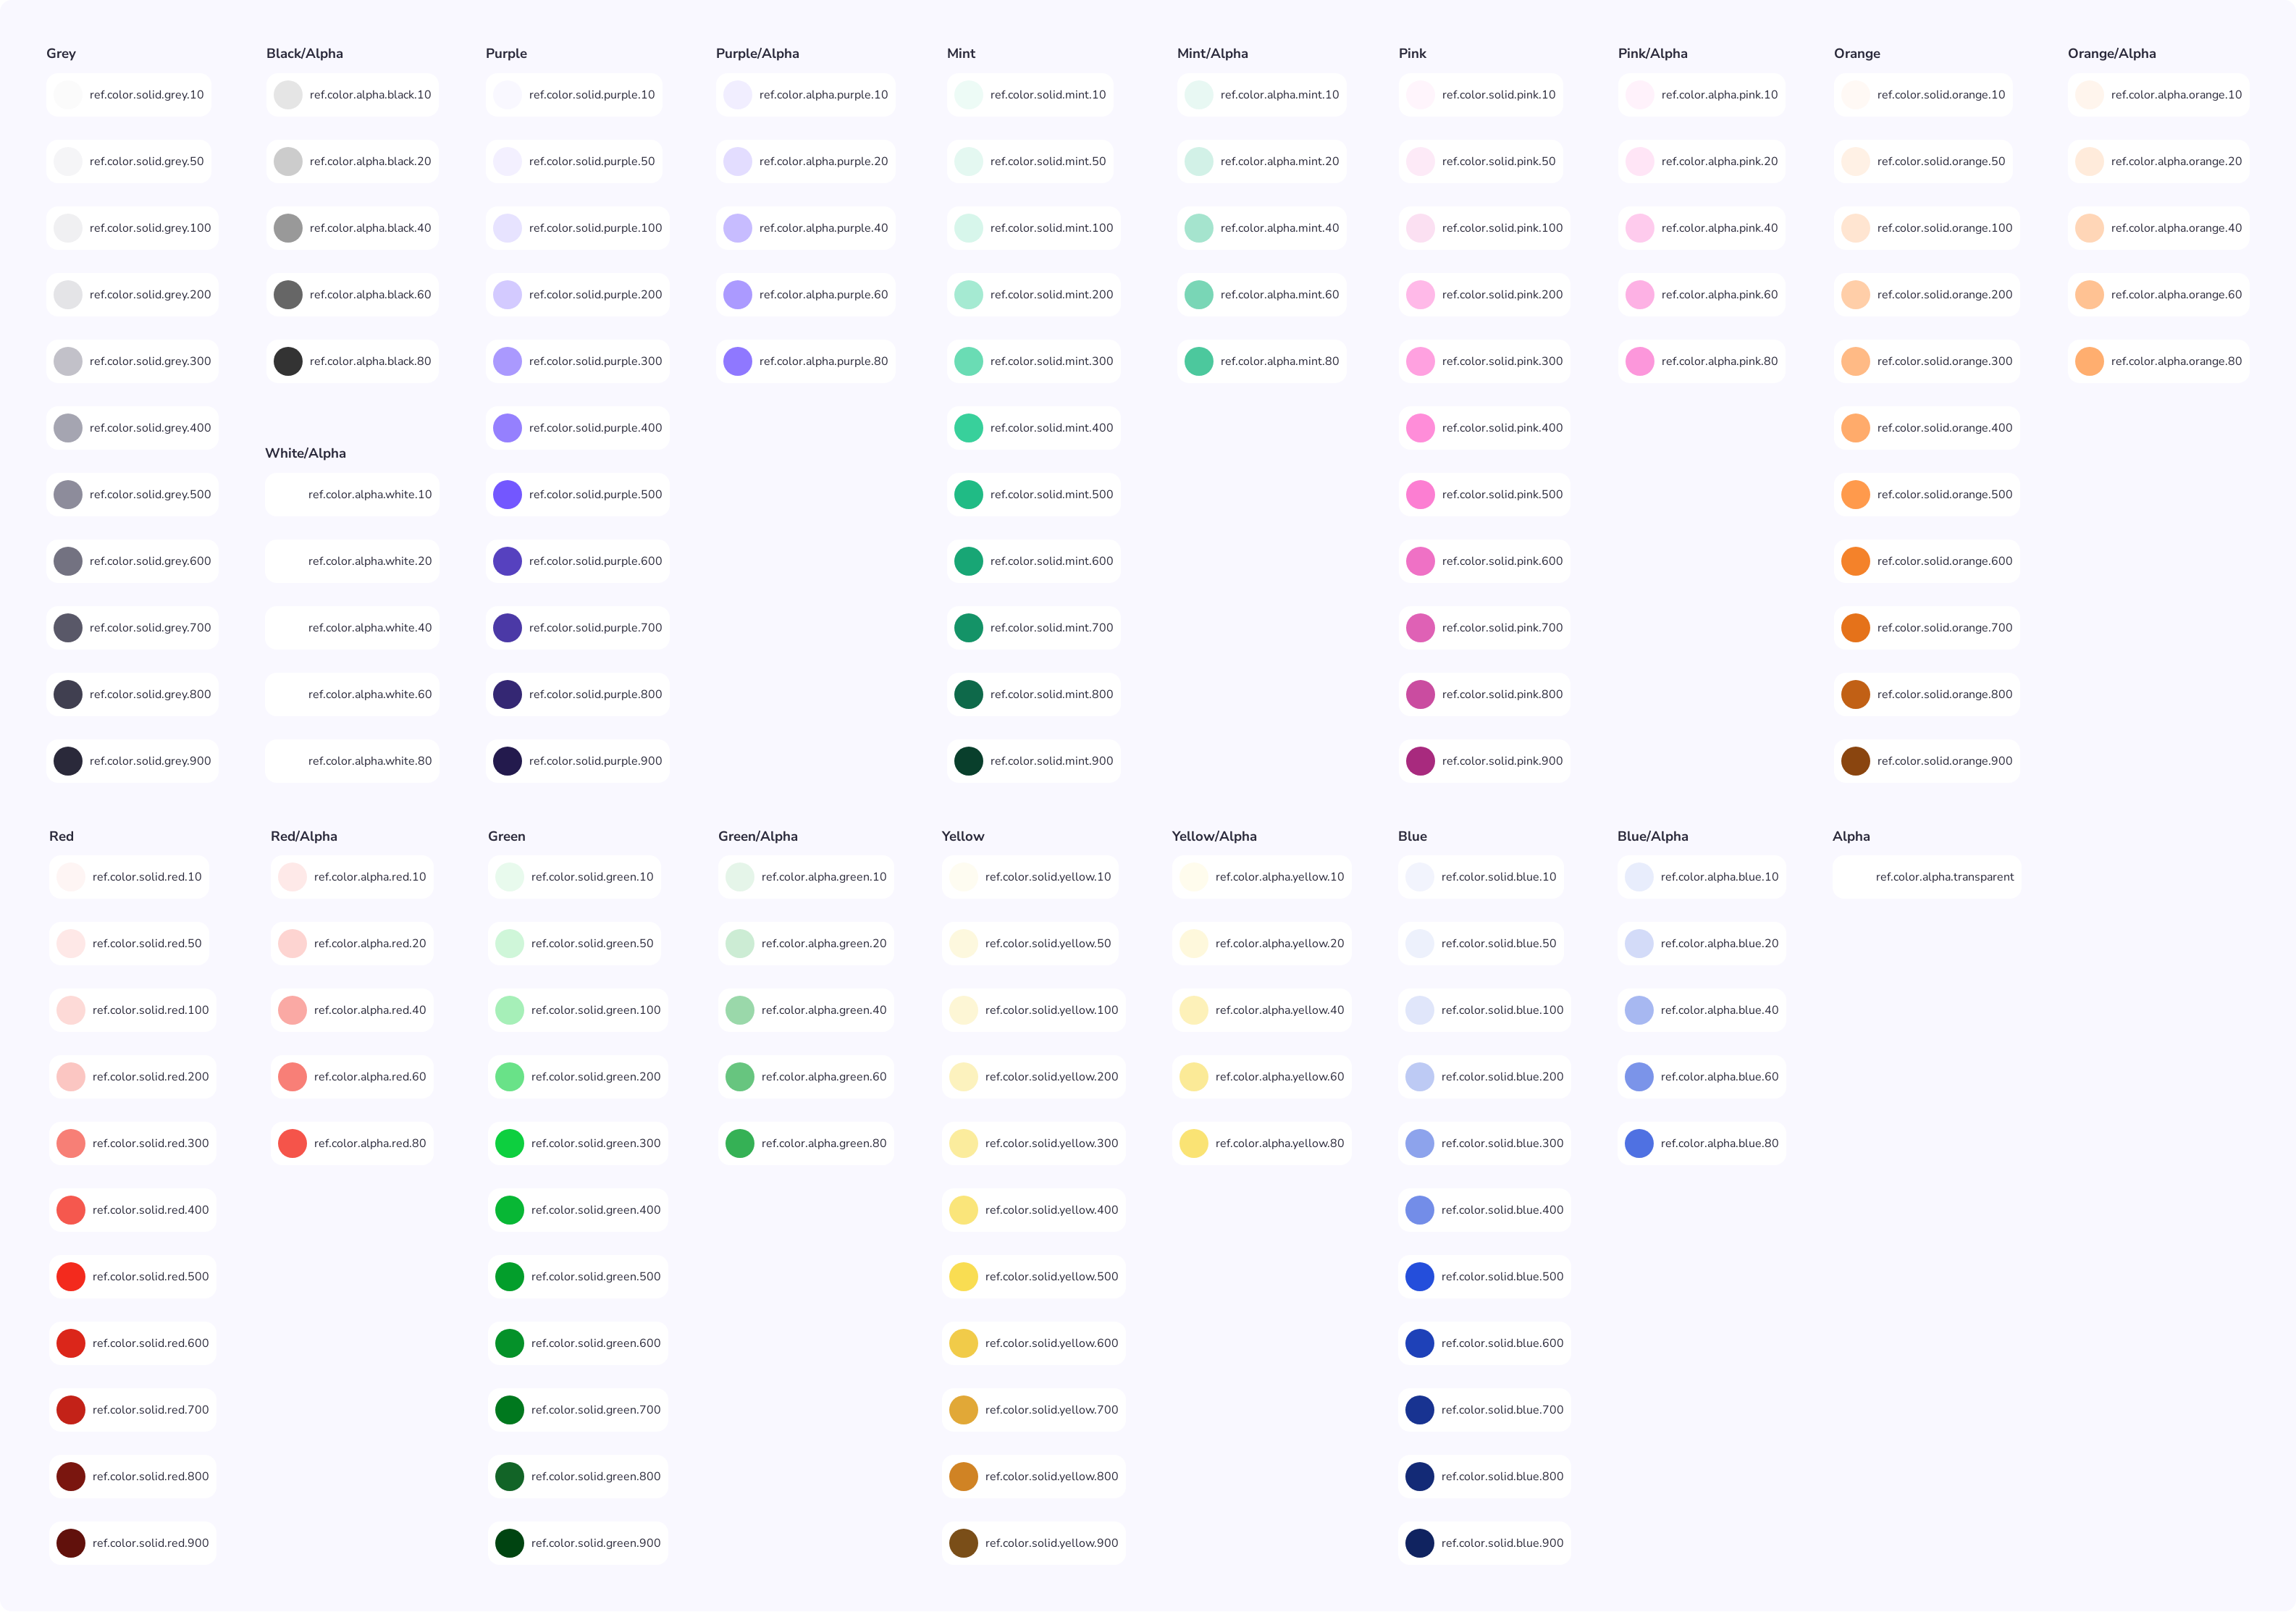 Grey
ref.color.solid.grey.10
ref.color.solid.grey.50
ref.color.solid.grey.100
ref.color.solid.grey.200
ref.color.solid.grey.300
ref.color.solid.grey.400
ref.color.solid.grey.500
ref.color.solid.grey.600
ref.color.solid.grey.700
ref.color.solid.grey.800
ref.color.solid.grey.900
Black/Alpha
ref.color.alpha.black.10
ref.color.alpha.black.20
ref.color.alpha.black.40
ref.color.alpha.black.60
ref.color.alpha.black.80
White/Alpha
ref.color.alpha.white.10
ref.color.alpha.white.20
ref.color.alpha.white.40
ref.color.alpha.white.60
ref.color.alpha.white.80
Purple
ref.color.solid.purple.10
ref.color.solid.purple.50
ref.color.solid.purple.100
ref.color.solid.purple.200
ref.color.solid.purple.300
ref.color.solid.purple.400
ref.color.solid.purple.500
ref.color.solid.purple.600
ref.color.solid.purple.700
ref.color.solid.purple.800
ref.color.solid.purple.900
Purple/Alpha
ref.color.alpha.purple.10
ref.color.alpha.purple.20
ref.color.alpha.purple.40
ref.color.alpha.purple.60
ref.color.alpha.purple.80
Mint
ref.color.solid.mint.10
ref.color.solid.mint.50
ref.color.solid.mint.100
ref.color.solid.mint.200
ref.color.solid.mint.300
ref.color.solid.mint.400
ref.color.solid.mint.500
ref.color.solid.mint.600
ref.color.solid.mint.700
ref.color.solid.mint.800
ref.color.solid.mint.900
Mint/Alpha
ref.color.alpha.mint.10
ref.color.alpha.mint.20
ref.color.alpha.mint.40
ref.color.alpha.mint.60
ref.color.alpha.mint.80
Pink
ref.color.solid.pink.10
ref.color.solid.pink.50
ref.color.solid.pink.100
ref.color.solid.pink.200
ref.color.solid.pink.300
ref.color.solid.pink.400
ref.color.solid.pink.500
ref.color.solid.pink.600
ref.color.solid.pink.700
ref.color.solid.pink.800
ref.color.solid.pink.900
Pink/Alpha
ref.color.alpha.pink.10
ref.color.alpha.pink.20
ref.color.alpha.pink.40
ref.color.alpha.pink.60
ref.color.alpha.pink.80
Orange
ref.color.solid.orange.10
ref.color.solid.orange.50
ref.color.solid.orange.100
ref.color.solid.orange.200
ref.color.solid.orange.300
ref.color.solid.orange.400
ref.color.solid.orange.500
ref.color.solid.orange.600
ref.color.solid.orange.700
ref.color.solid.orange.800
ref.color.solid.orange.900
Orange/Alpha
ref.color.alpha.orange.10
ref.color.alpha.orange.20
ref.color.alpha.orange.40
ref.color.alpha.orange.60
ref.color.alpha.orange.80
Red
ref.color.solid.red.10
ref.color.solid.red.50
ref.color.solid.red.100
ref.color.solid.red.200
ref.color.solid.red.300
ref.color.solid.red.400
ref.color.solid.red.500
ref.color.solid.red.600
ref.color.solid.red.700
ref.color.solid.red.800
ref.color.solid.red.900
Red/Alpha
ref.color.alpha.red.10
ref.color.alpha.red.20
ref.color.alpha.red.40
ref.color.alpha.red.60
ref.color.alpha.red.80
Green
ref.color.solid.green.10
ref.color.solid.green.50
ref.color.solid.green.100
ref.color.solid.green.200
ref.color.solid.green.300
ref.color.solid.green.400
ref.color.solid.green.500
ref.color.solid.green.600
ref.color.solid.green.700
ref.color.solid.green.800
ref.color.solid.green.900
Green/Alpha
ref.color.alpha.green.10
ref.color.alpha.green.20
ref.color.alpha.green.40
ref.color.alpha.green.60
ref.color.alpha.green.80
Yellow
ref.color.solid.yellow.10
ref.color.solid.yellow.50
ref.color.solid.yellow.100
ref.color.solid.yellow.200
ref.color.solid.yellow.300
ref.color.solid.yellow.400
ref.color.solid.yellow.500
ref.color.solid.yellow.600
ref.color.solid.yellow.700
ref.color.solid.yellow.800
ref.color.solid.yellow.900
Yellow/Alpha
ref.color.alpha.yellow.10
ref.color.alpha.yellow.20
ref.color.alpha.yellow.40
ref.color.alpha.yellow.60
ref.color.alpha.yellow.80
Blue
ref.color.solid.blue.10
ref.color.solid.blue.50
ref.color.solid.blue.100
ref.color.solid.blue.200
ref.color.solid.blue.300
ref.color.solid.blue.400
ref.color.solid.blue.500
ref.color.solid.blue.600
ref.color.solid.blue.700
ref.color.solid.blue.800
ref.color.solid.blue.900
Blue/Alpha
ref.color.alpha.blue.10
ref.color.alpha.blue.20
ref.color.alpha.blue.40
ref.color.alpha.blue.60
ref.color.alpha.blue.80
Alpha
ref.color.alpha.transparent